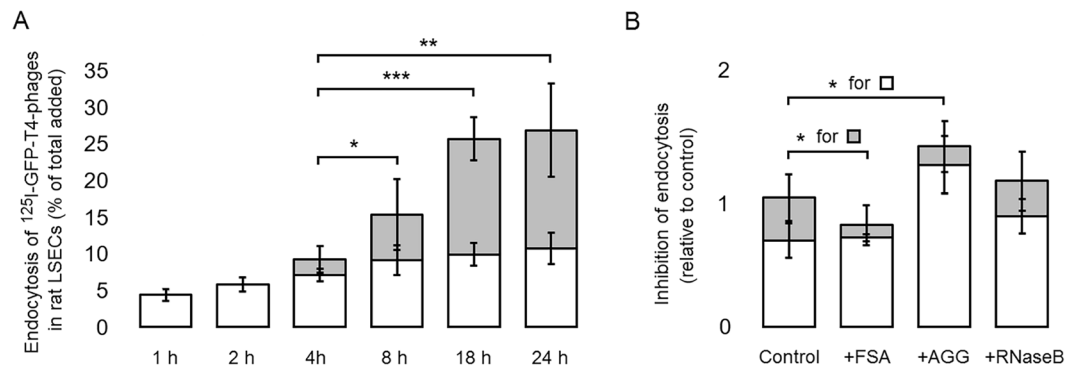 A
Endocytosis of ¹²⁵I-GFP-T4-phages
in rat LSECs (% of total added)
35
30
25
20
15
10
5
0
**
***
*
1 h
2 h
4h
8 h
18 h
24 h
B
Inhibition of endocytosis
(relative to control)
2
1
0
* for
* for
Control
+FSA
+AGG
+RNaseB